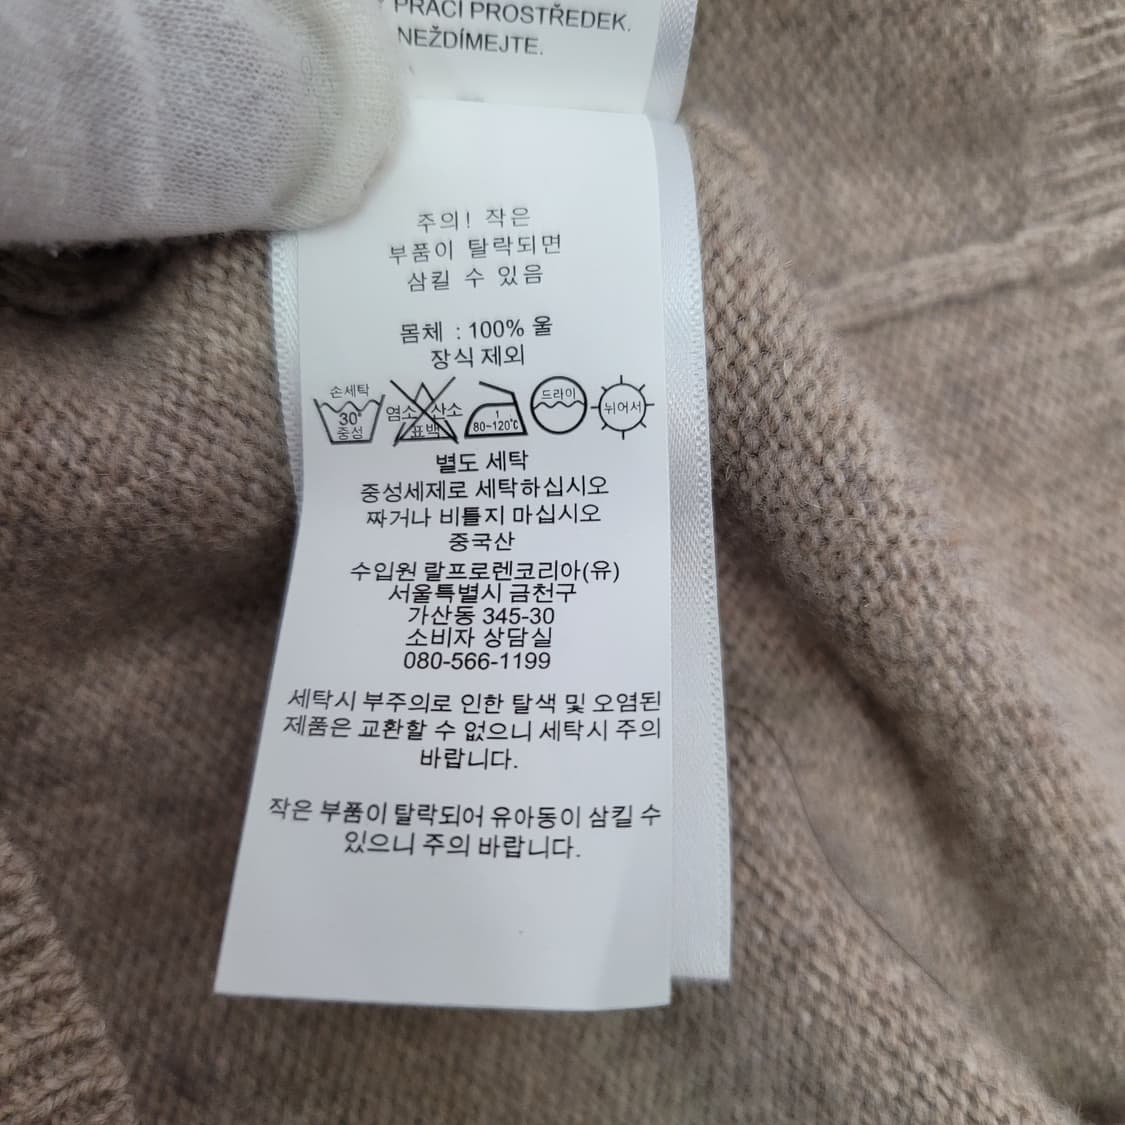 PRACÍ PROSTŘEDEK.
NEŽDÍMEJTE.
주의! 작은
부품이 탈락되면
삼킬 수 있음
몸체 : 100% 울
장식 제외
손세탁
30°
중성
염소 산소
표백
1
80~120℃
드라이
뉘어서
별도 세탁
중성세제로 세탁하십시오
짜거나 비틀지 마십시오
중국산
수입원 랄프로렌코리아(유)
서울특별시 금천구
가산동 345-30
소비자 상담실
080-566-1199
세탁시 부주의로 인한 탈색 및 오염된
제품은 교환할 수 없으니 세탁시 주의
바랍니다.
작은 부품이 탈락되어 유아동이 삼킬 수
있으니 주의 바랍니다.